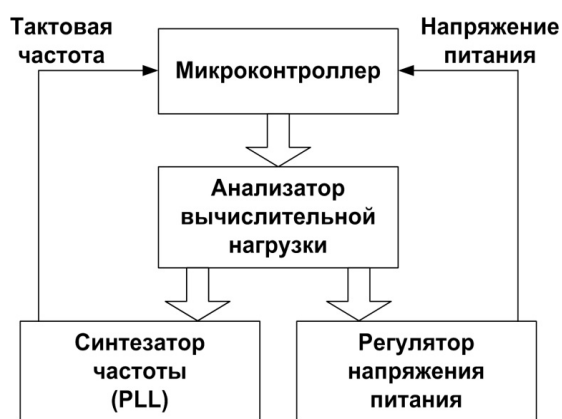 Тактовая
частота
Напряжение
питания
Микроконтроллер
Анализатор
вычислительной
нагрузки
Синтезатор
частоты
(PLL)
Регулятор
напряжения
питания